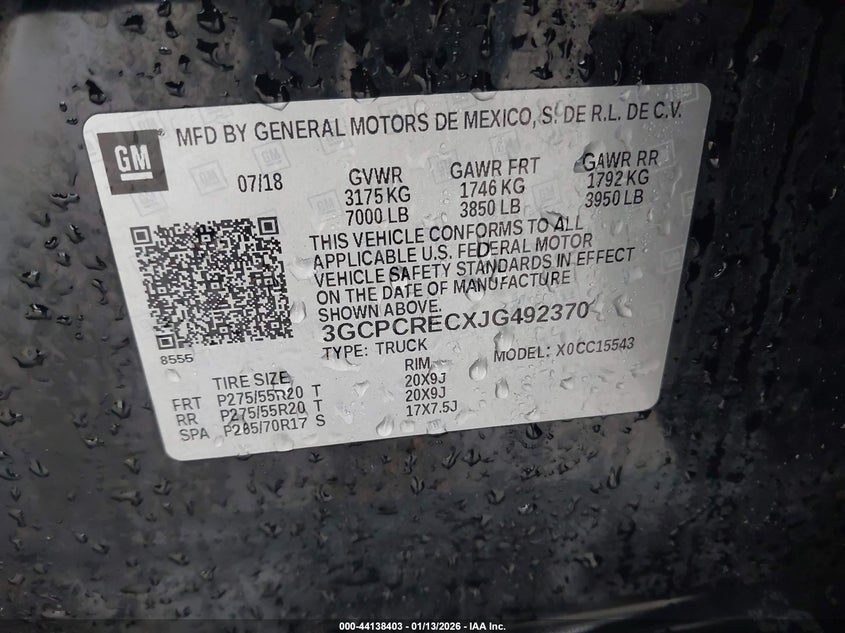 GM
MFD BY GENERAL MOTORS DE MEXICO, S. DE R.L. DE C.V.
07/18 GVWR GAWR FRT GAWR RR
3175 KG 1746 KG 1792 KG
7000 LB 3850 LB 3950 LB
THIS VEHICLE CONFORMS TO ALL
APPLICABLE U.S. FEDERAL MOTOR
VEHICLE SAFETY STANDARDS IN EFFECT
ON THE DATE OF MANUFACTURE
SHOWN ABOVE.
3GCPCRECXJG492370
8555
TYPE: TRUCK MODEL: X0CC15543
TIRE SIZE RIM
FRT P275/55R20 T 20X9J
RR P275/55R20 T 20X9J
SPA P265/70R17 S 17X7.5J
000-44138403 - 01/13/2026 - IAA Inc.